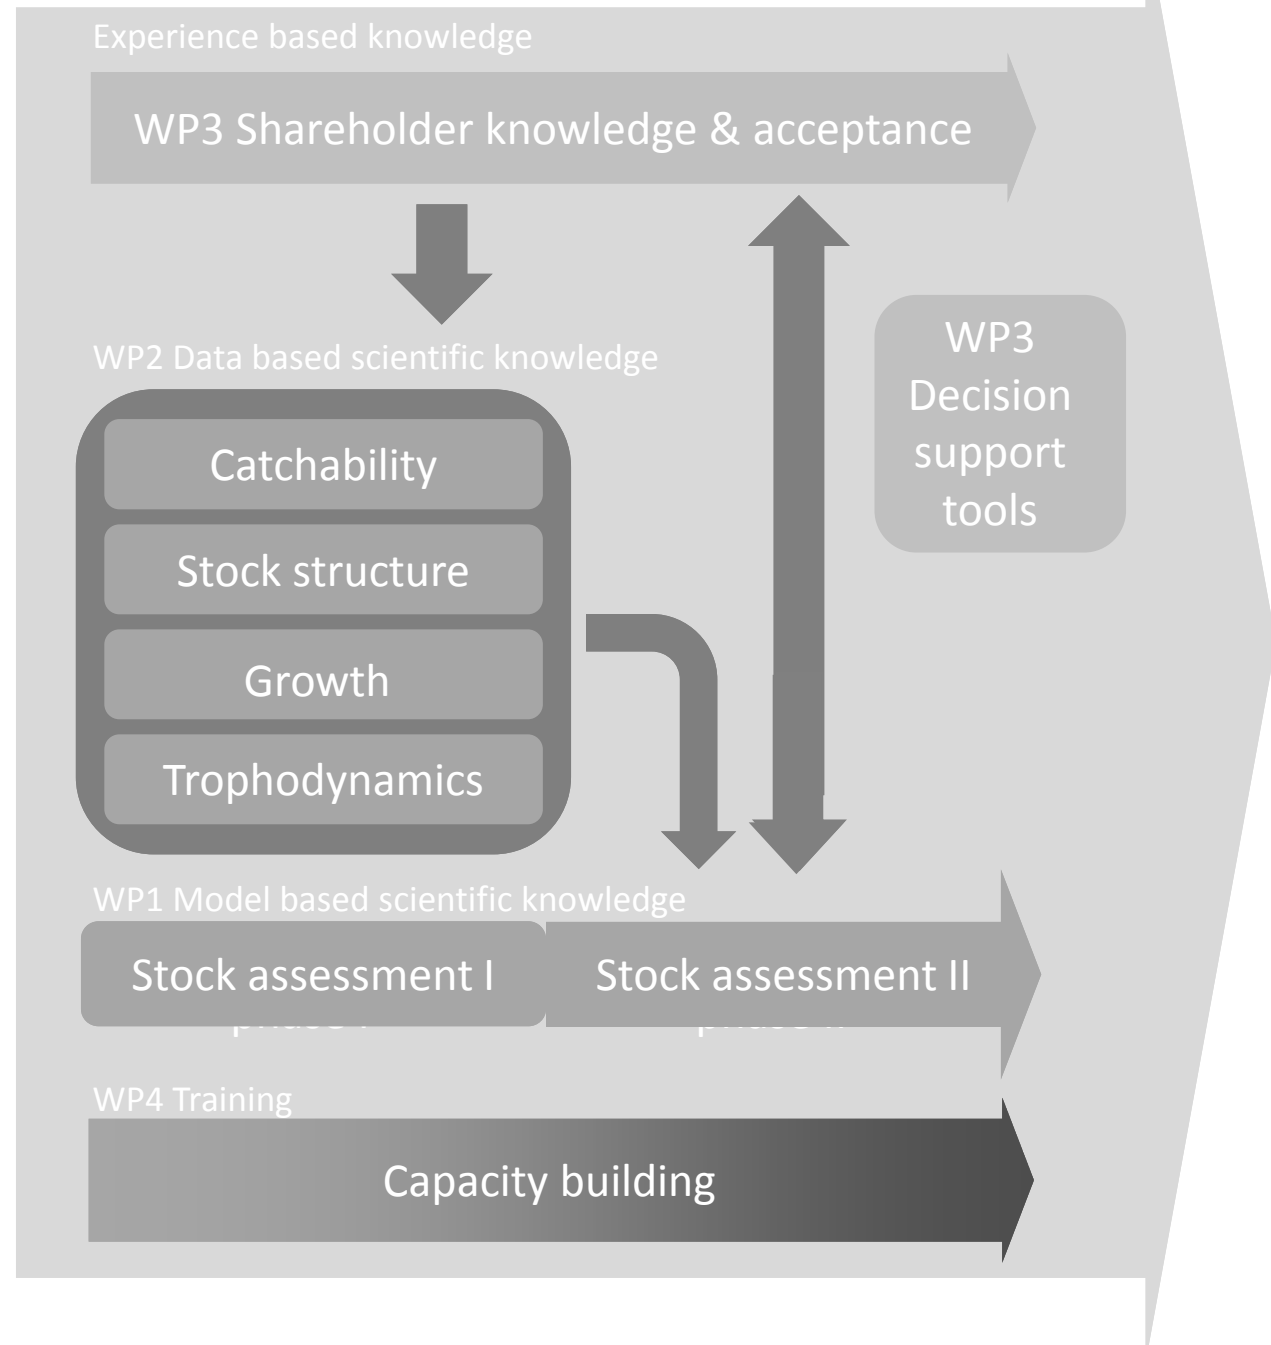 Experience based knowledge
WP3 Shareholder knowledge & acceptance
WP3
Decision
support
tools
WP2 Data based scientific knowledge
Catchability
Stock structure
Growth
Trophodynamics
WP1 Model based scientific knowledge
Stock assessment I
Stock assessment II
WP4 Training
Capacity building